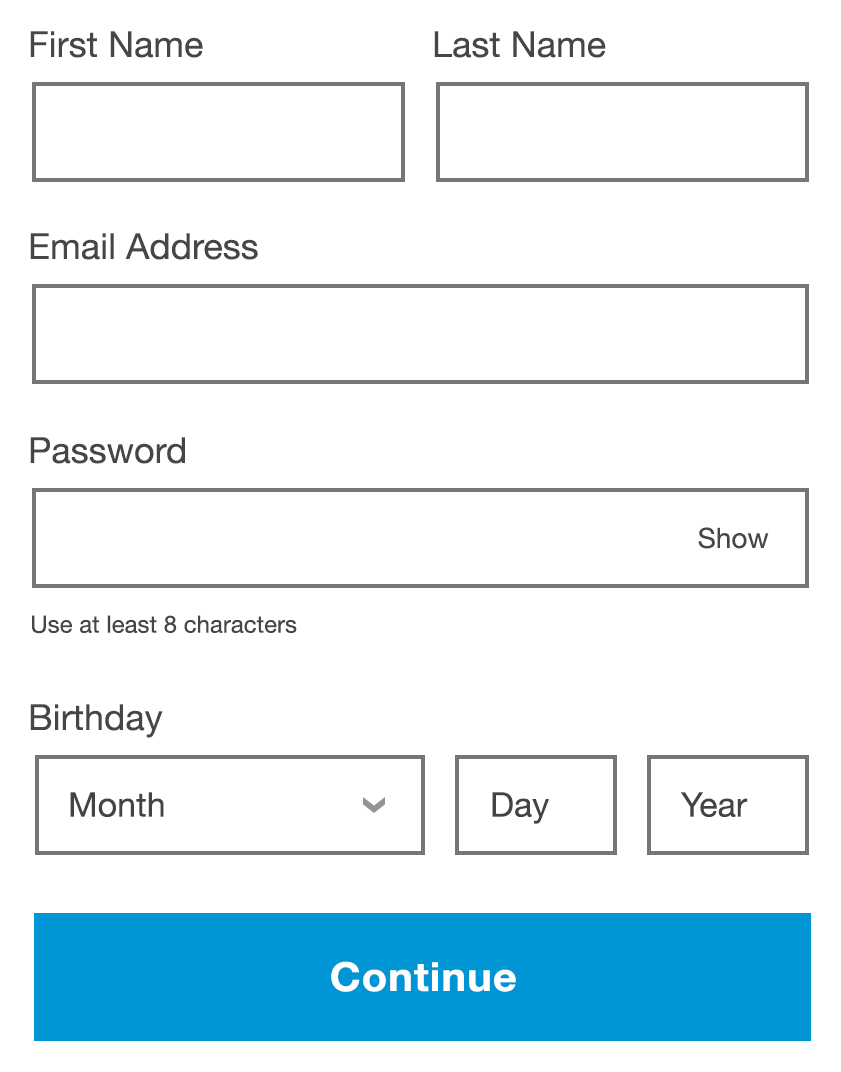 First Name Last Name
Email Address
Password
Show
Use at least 8 characters
Birthday
Month Day Year
Continue